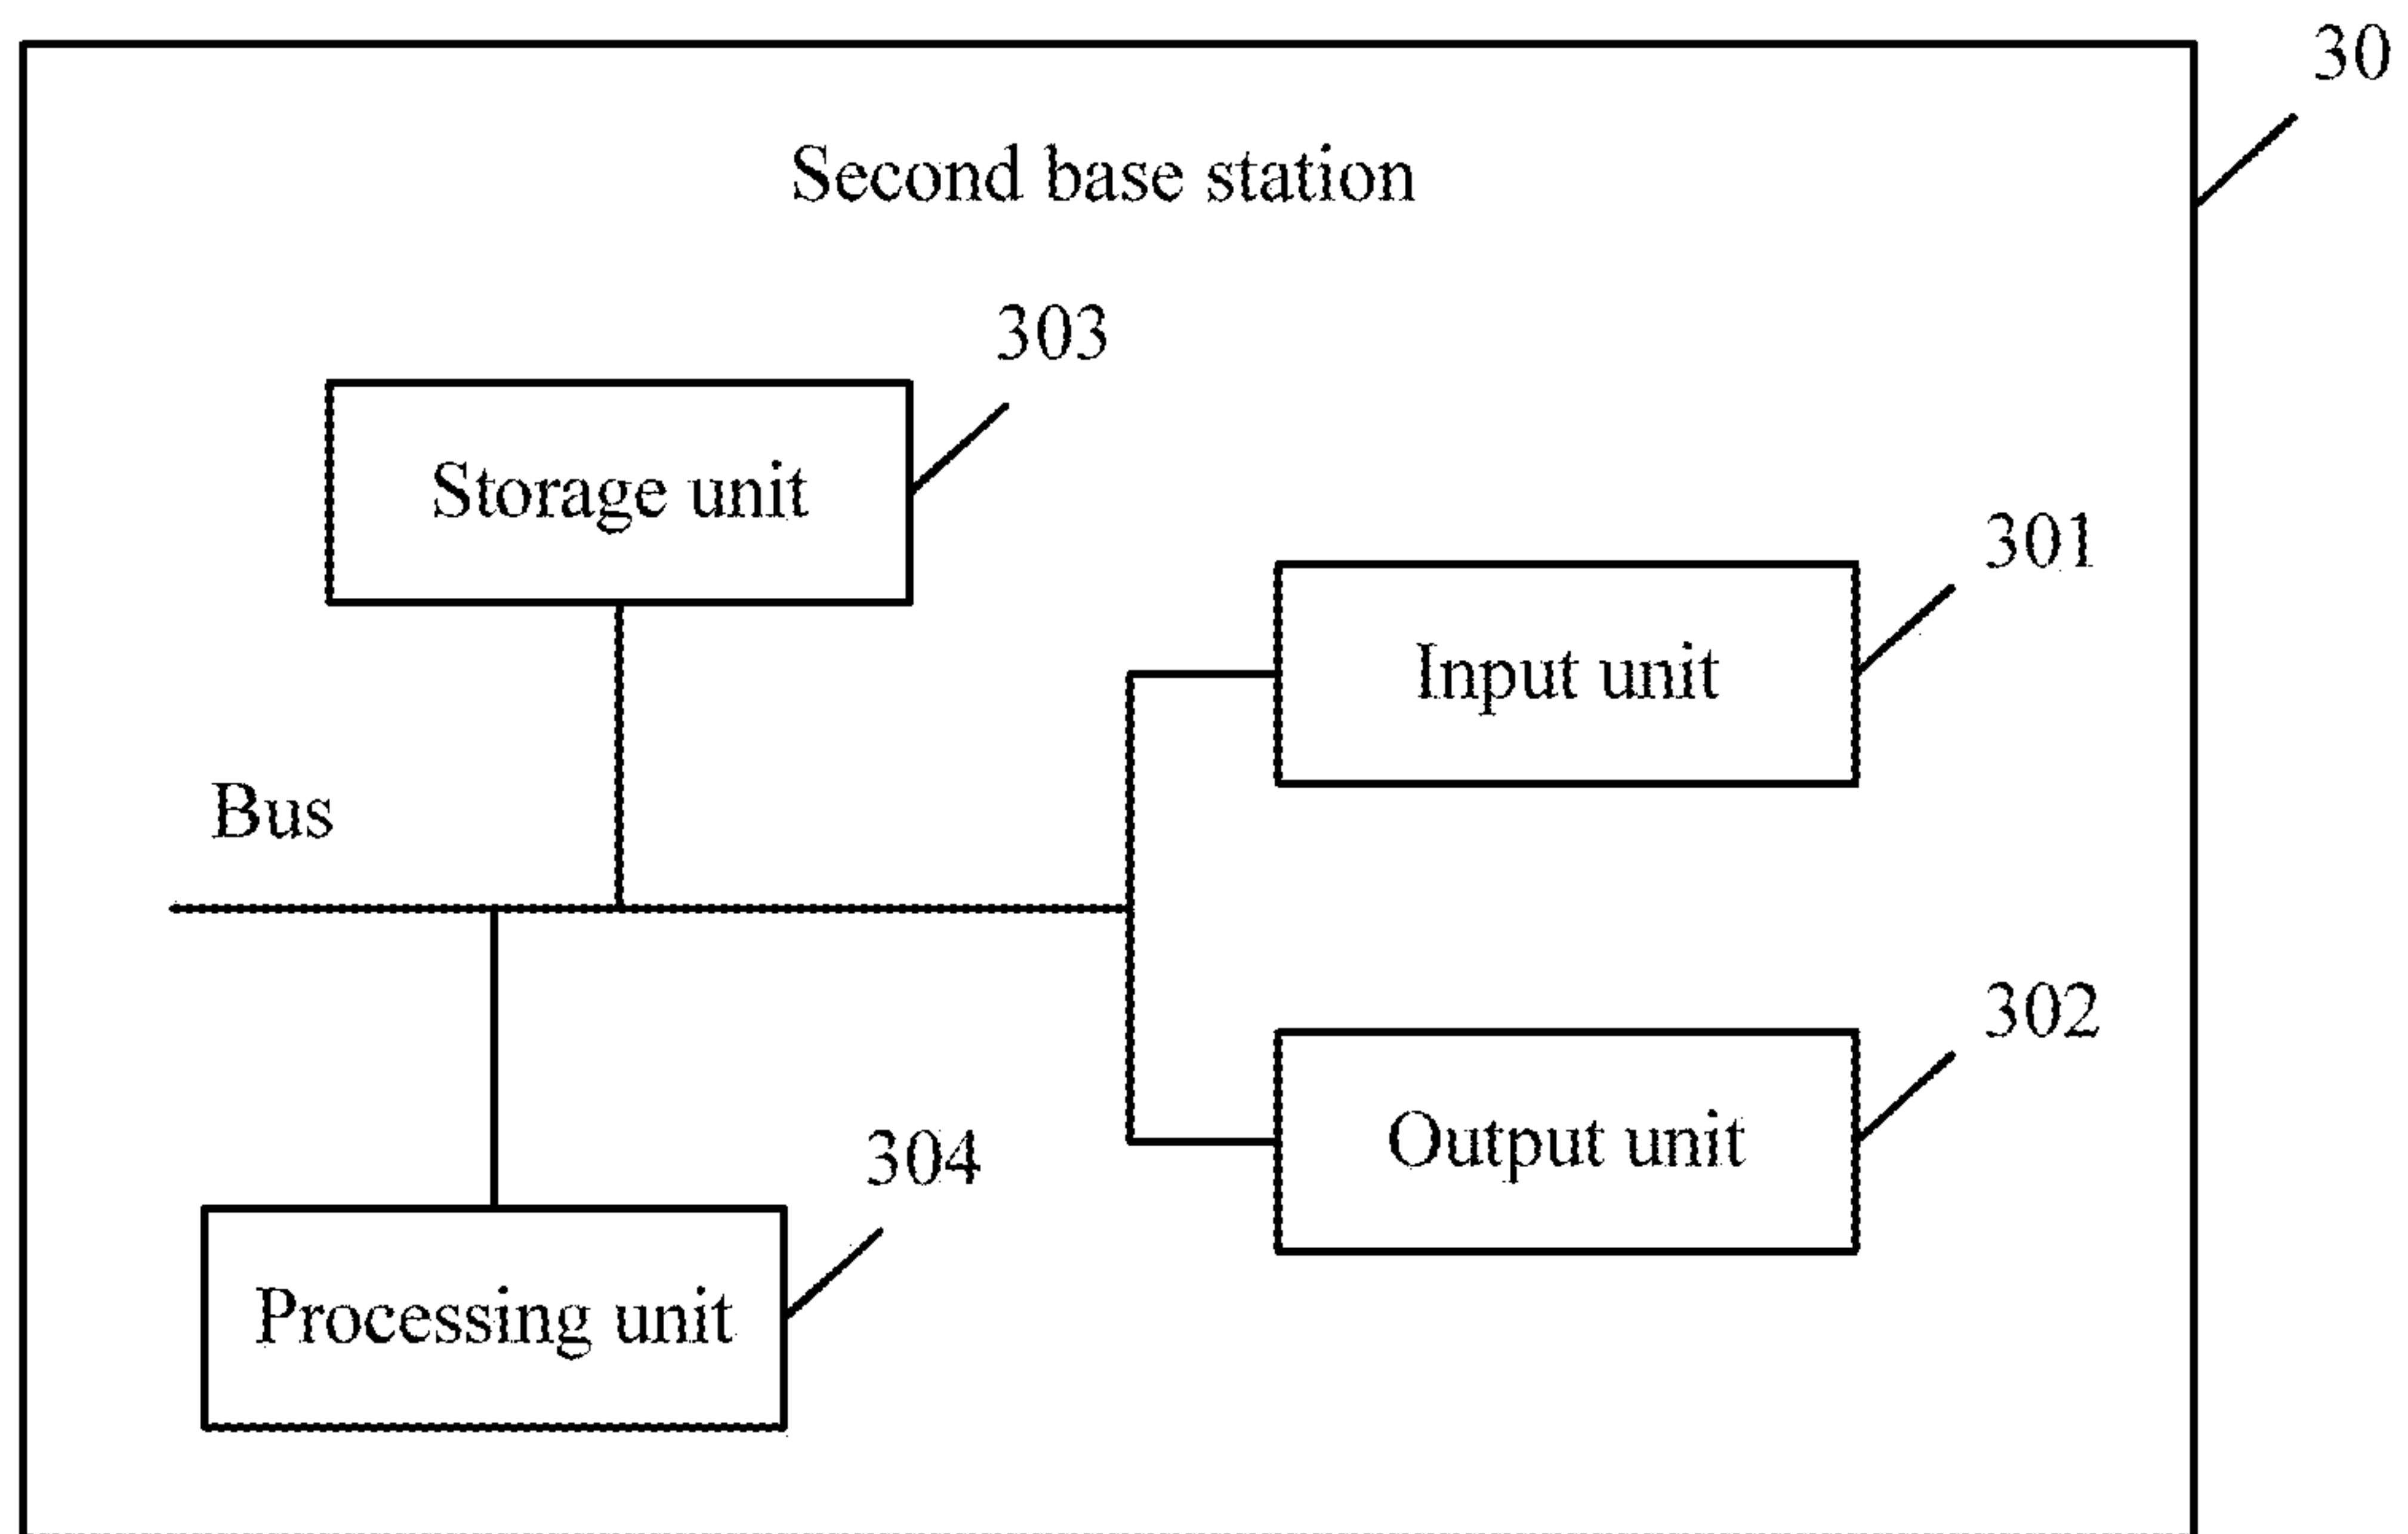 30
Second base station
303
Storage unit
301
Input unit
Bus
302
Output unit
304
Processing unit